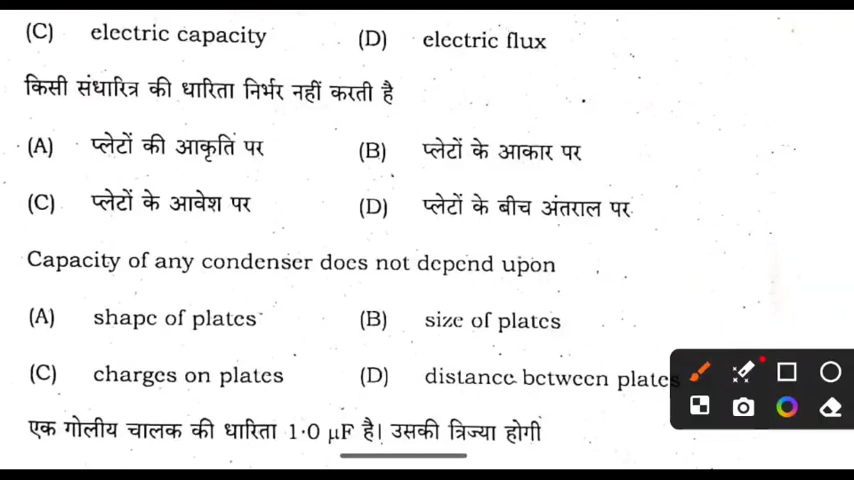 (C) electric capacity (D) electric flux
किसी संधारित्र की धारिता निर्भर नहीं करती है
(A) प्लेटों की आकृति पर (B) प्लेटों के आकार पर
(C) प्लेटों के आवेश पर (D) प्लेटों के बीच अंतराल पर
Capacity of any condenser does not depend upon
(A) shape of plates (B) size of plates
(C) charges on plates (D) distance between plates
एक गोलीय चालक की धारिता 1·0 μF है। उसकी त्रिज्या होगी